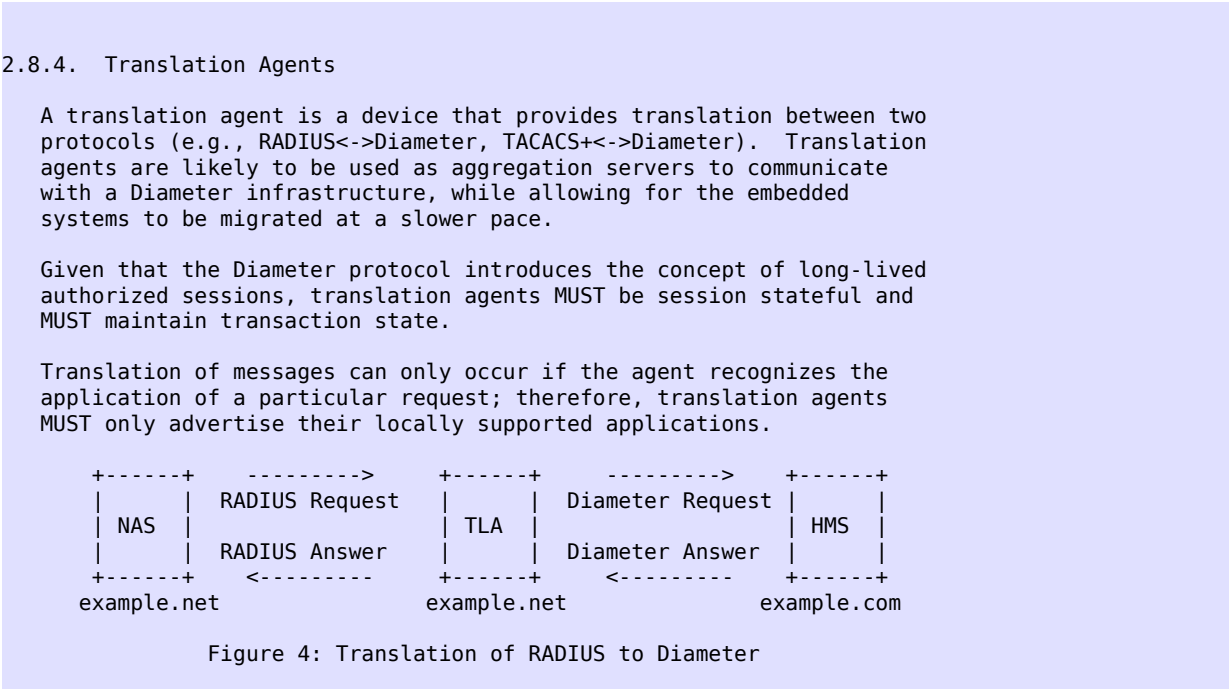 2.8.4.  Translation Agents
A translation agent is a device that provides translation between two
protocols (e.g., RADIUS<->Diameter, TACACS+<->Diameter).  Translation
agents are likely to be used as aggregation servers to communicate
with a Diameter infrastructure, while allowing for the embedded
systems to be migrated at a slower pace.
Given that the Diameter protocol introduces the concept of long-lived
authorized sessions, translation agents MUST be session stateful and
MUST maintain transaction state.
Translation of messages can only occur if the agent recognizes the
application of a particular request; therefore, translation agents
MUST only advertise their locally supported applications.
+------+    --------->     +------+     --------->    +------+
|      |  RADIUS Request   |      |  Diameter Request |      |
| NAS  |                   | TLA  |                   | HMS  |
|      |  RADIUS Answer    |      |  Diameter Answer  |      |
+------+    <---------     +------+     <---------    +------+
example.net                example.net               example.com
Figure 4: Translation of RADIUS to Diameter